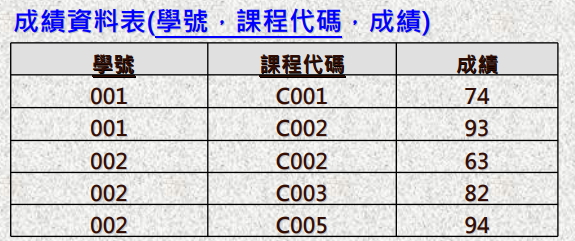 成績資料表(學號，課程代碼，成績)
學號 課程代碼 成績
001 C001 74
001 C002 93
002 C002 63
002 C003 82
002 C005 94